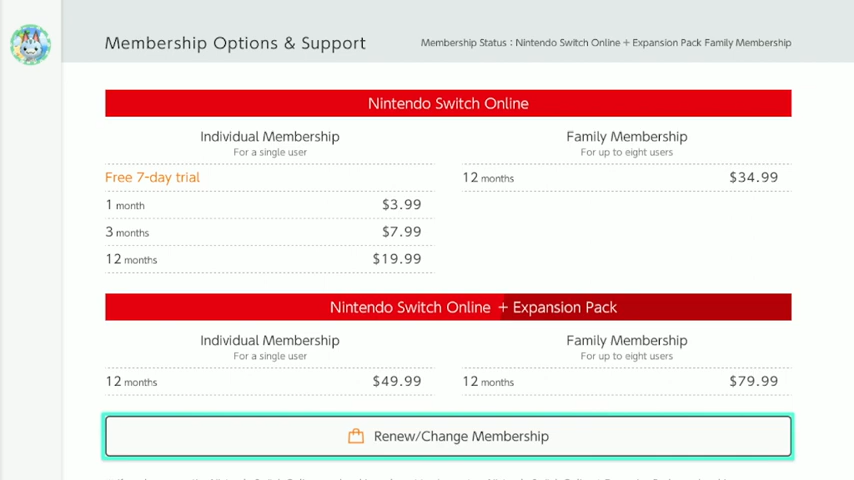 Membership Options & Support
Membership Status : Nintendo Switch Online + Expansion Pack Family Membership
Nintendo Switch Online
Individual Membership
For a single user
Free 7-day trial
1 month $3.99
3 months $7.99
12 months $19.99
Family Membership
For up to eight users
12 months $34.99
Nintendo Switch Online + Expansion Pack
Individual Membership
For a single user
12 months $49.99
Family Membership
For up to eight users
12 months $79.99
Renew/Change Membership